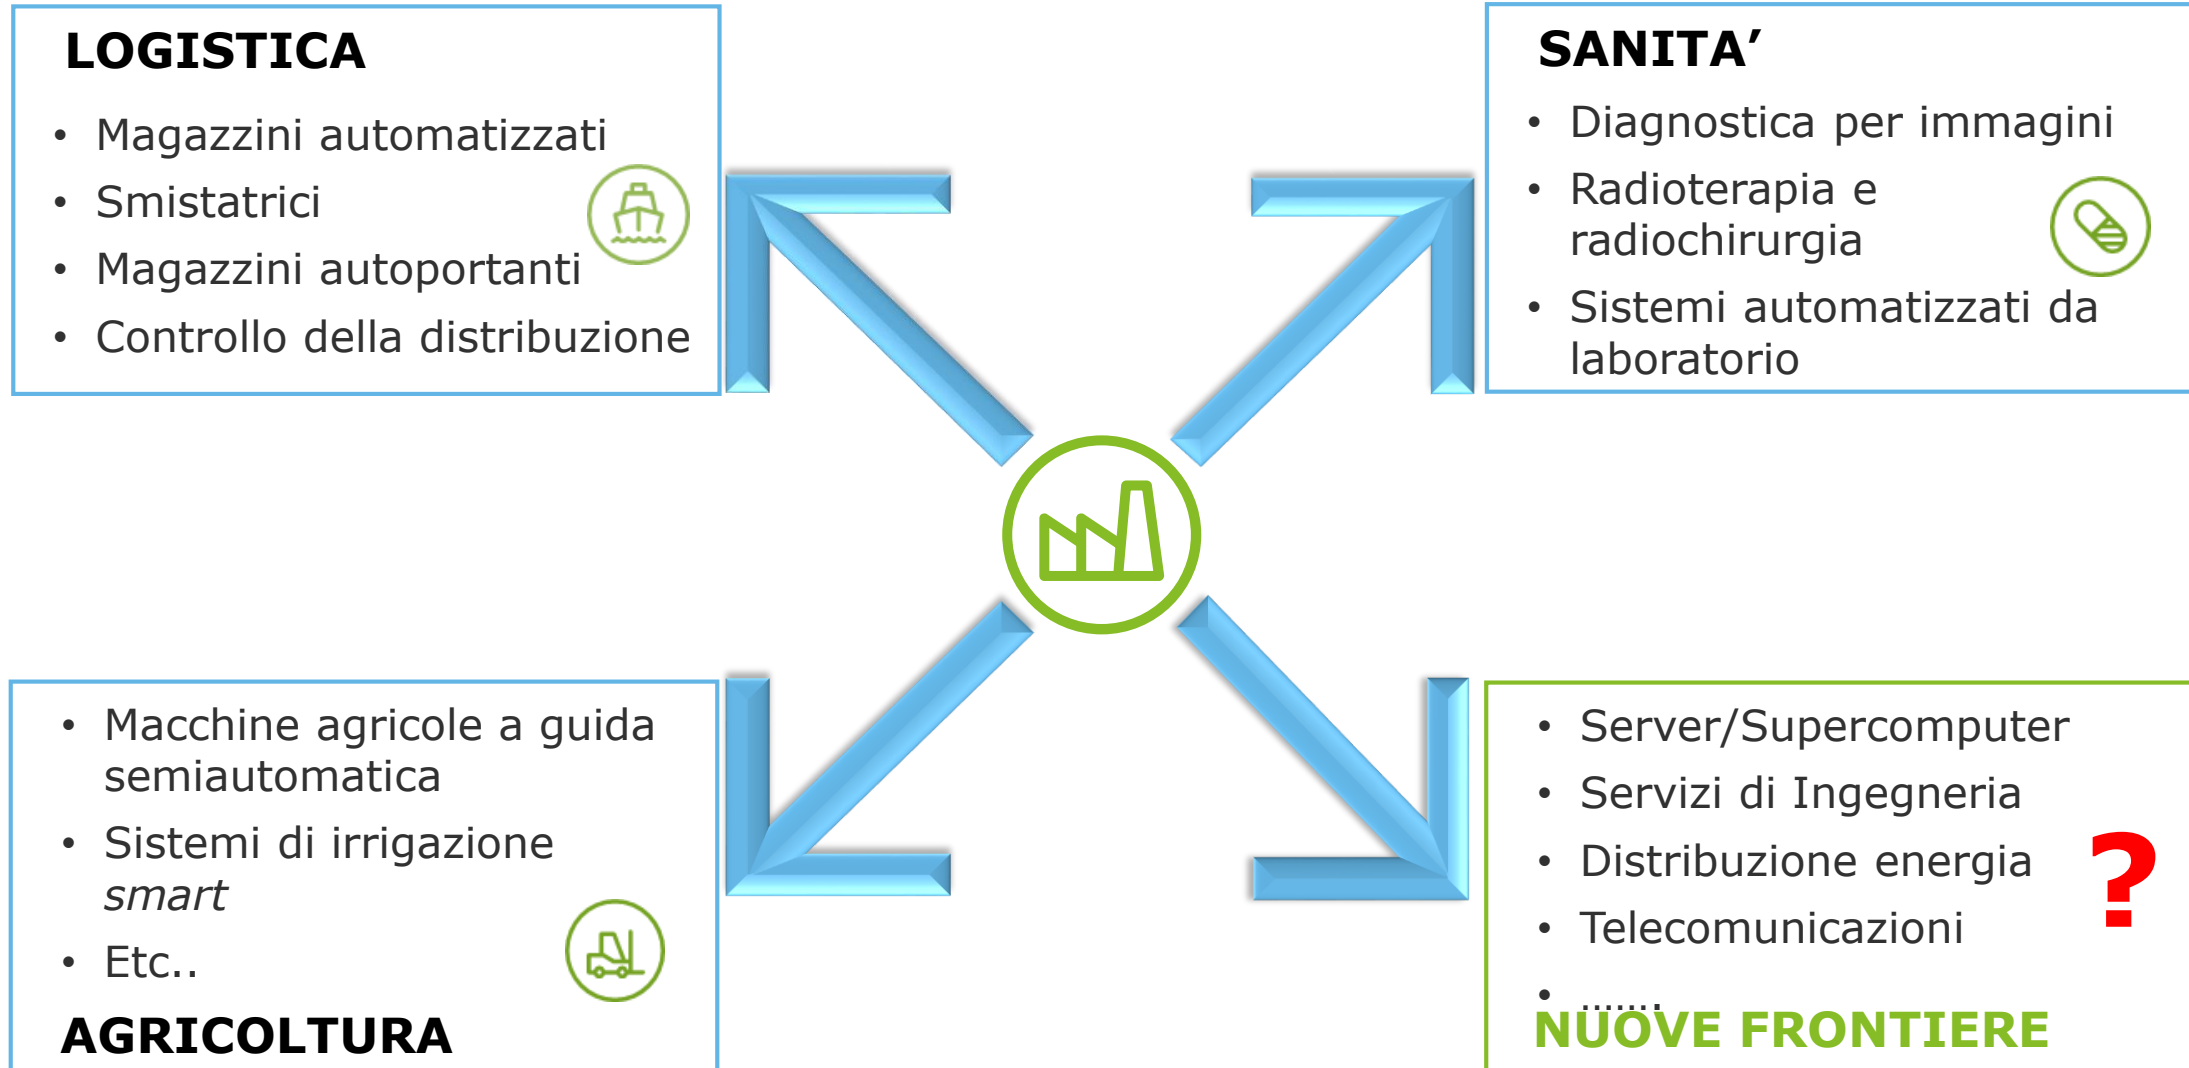 LOGISTICA
• Magazzini automatizzati
• Smistatrici
• Magazzini autoportanti
• Controllo della distribuzione
SANITA’
• Diagnostica per immagini
• Radioterapia e
radiochirurgia
• Sistemi automatizzati da
laboratorio
• Macchine agricole a guida
semiautomatica
• Sistemi di irrigazione
smart
• Etc..
AGRICOLTURA
• Server/Supercomputer
• Servizi di Ingegneria
• Distribuzione energia
• Telecomunicazioni
• …….
?
NUOVE FRONTIERE